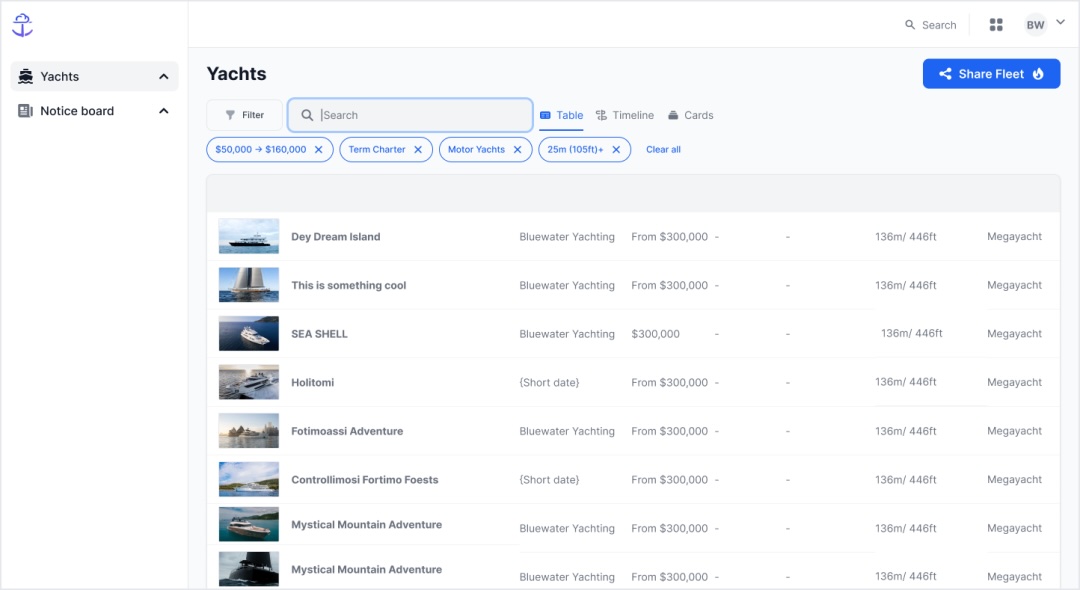 Search
BW
Yachts
Notice board
Yachts
Share Fleet
Filter
Search
Table
Timeline
Cards
$50,000 → $160,000
Term Charter
Motor Yachts
25m (105ft)+
Clear all
Dey Dream Island Bluewater Yachting From $300,000 - - 136m/ 446ft Megayacht
This is something cool Bluewater Yachting From $300,000 - - 136m/ 446ft Megayacht
SEA SHELL Bluewater Yachting $300,000 - - 136m/ 446ft Megayacht
Holitomi {Short date} From $300,000 - - 136m/ 446ft Megayacht
Fotimoassi Adventure Bluewater Yachting From $300,000 - - 136m/ 446ft Megayacht
Controllimosi Fortimo Foests {Short date} From $300,000 - - 136m/ 446ft Megayacht
Mystical Mountain Adventure Bluewater Yachting From $300,000 - - 136m/ 446ft Megayacht
Mystical Mountain Adventure Bluewater Yachting From $300,000 - - 136m/ 446ft Megayacht